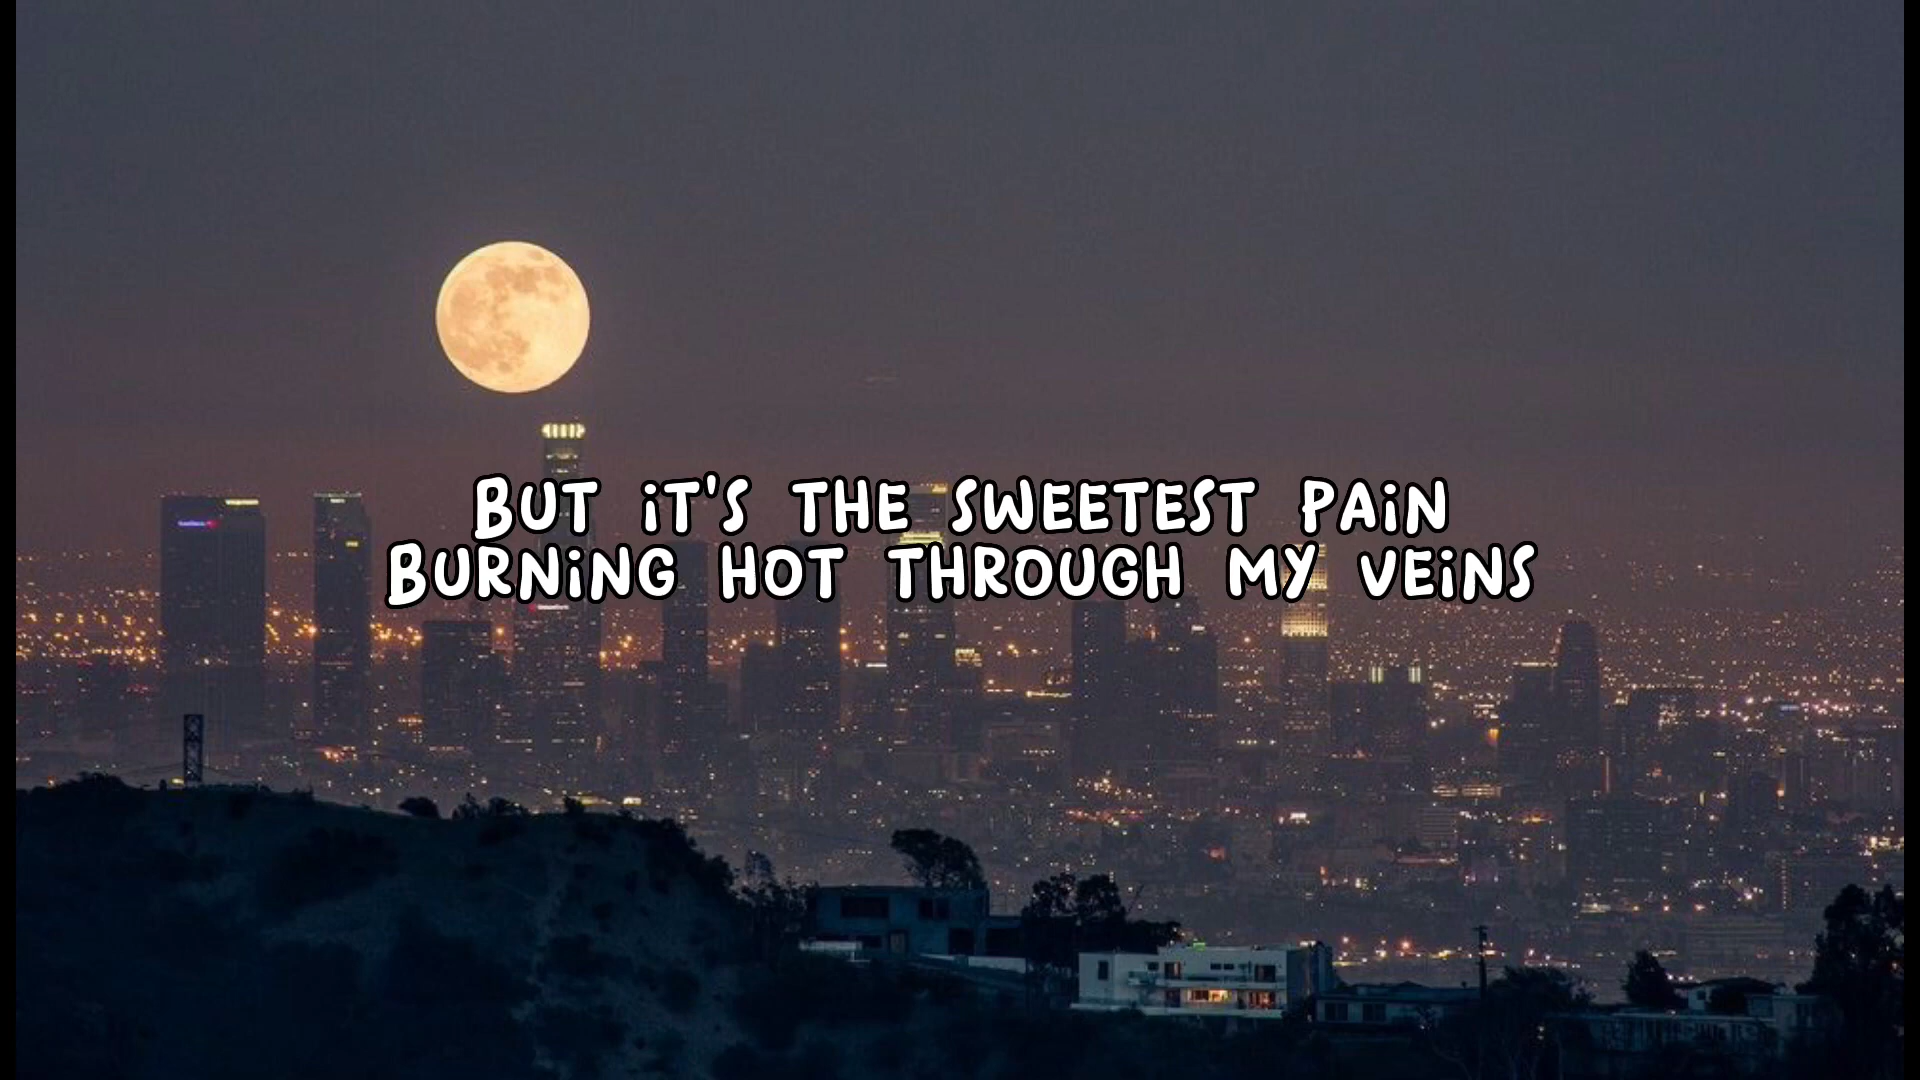 But it's the sweetest pain
Burning hot through my veins